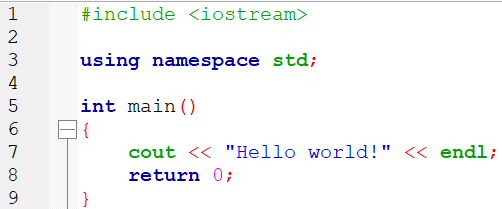 1 #include <iostream>
2
3 using namespace std;
4
5 int main()
6 {
7     cout << "Hello world!" << endl;
8     return 0;
9 }